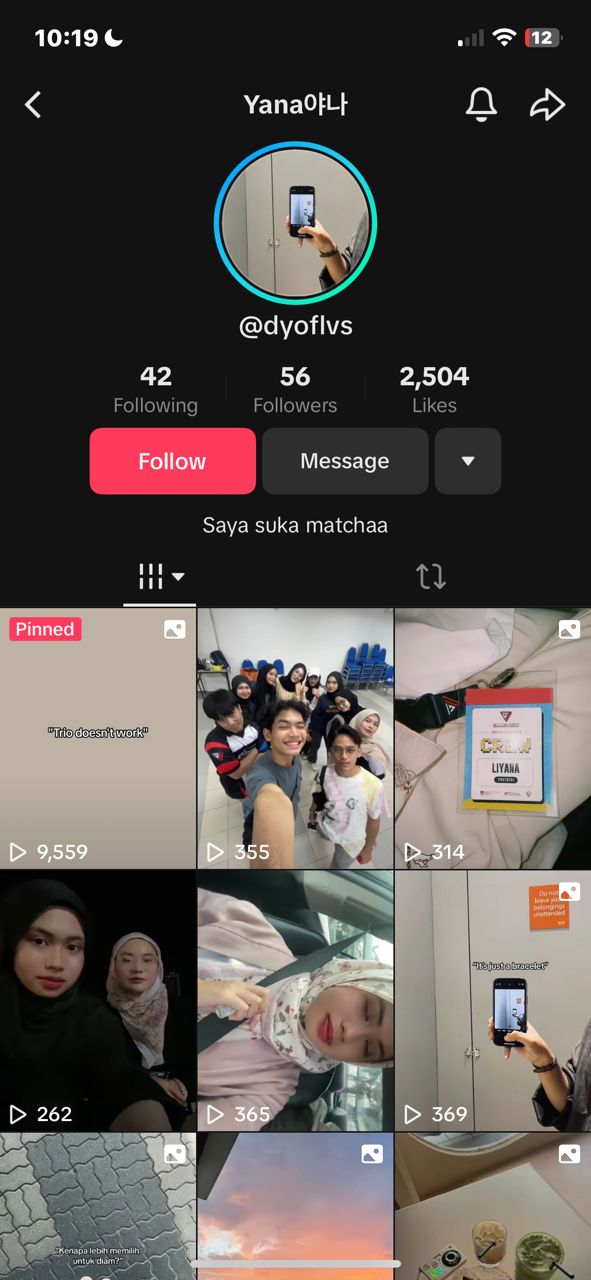 10:19
12
Yana야나
@dyoflvs
42
Following
56
Followers
2,504
Likes
Follow
Message
Saya suka matchaa
Pinned
"Trio doesn't work"
9,559
355
CREW
LIYANA
314
262
365
Do not
leave your
belongings
unattended
"It's just a bracelet"
369
"Kenapa lebih memilih
untuk diam?"